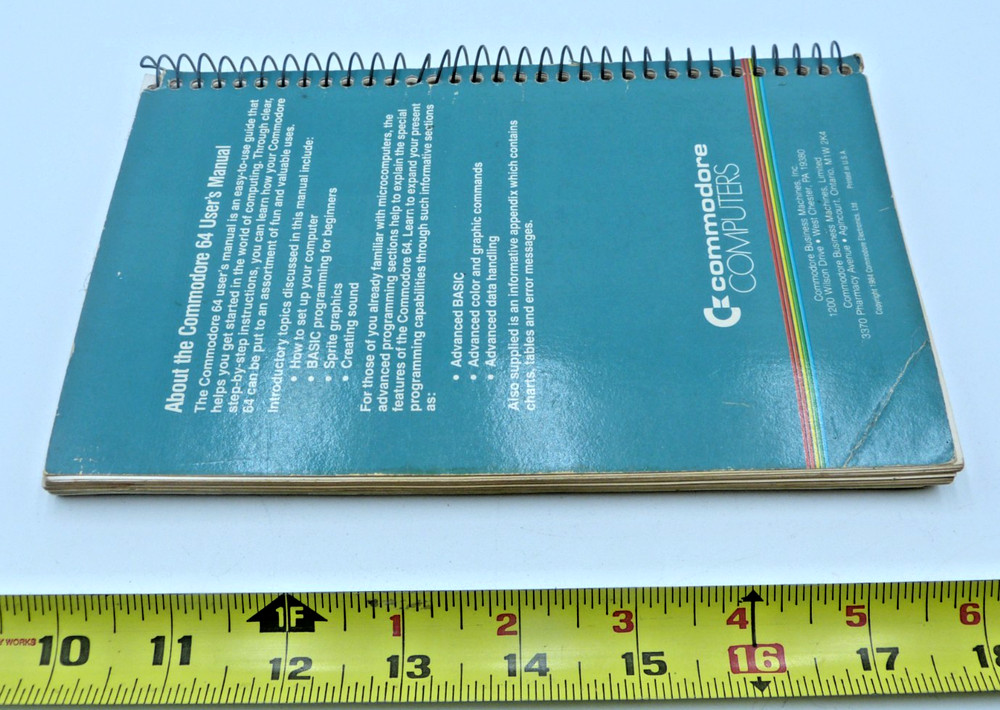 About the Commodore 64 User's Manual
The Commodore 64 user's manual is an easy-to-use guide that
helps you get started in the world of computing. Through clear,
step-by-step instructions, you can learn how your Commodore
64 can be put to an assortment of fun and valuable uses.
Introductory topics discussed in this manual include:
• How to set up your computer
• BASIC programming for beginners
• Sprite graphics
• Creating sound
For those of you already familiar with microcomputers, the
advanced programming sections help to explain the special
features of the Commodore 64. Learn to expand your present
programming capabilities through such informative sections
as:
• Advanced BASIC
• Advanced color and graphic commands
• Advanced data handling
Also supplied is an informative appendix which contains
charts, tables and error messages.
commodore
COMPUTERS
Commodore Business Machines, Inc.
1200 Wilson Drive • West Chester, PA 19380
Commodore Business Machines, Limited
3370 Pharmacy Avenue • Agincourt, Ontario, M1W 2K4
Copyright 1984 Commodore Electronics, Ltd. Printed in U.S.A.
1F 1 2 3 4 5 6
WORKS 10 11 12 13 14 15 16 17 18